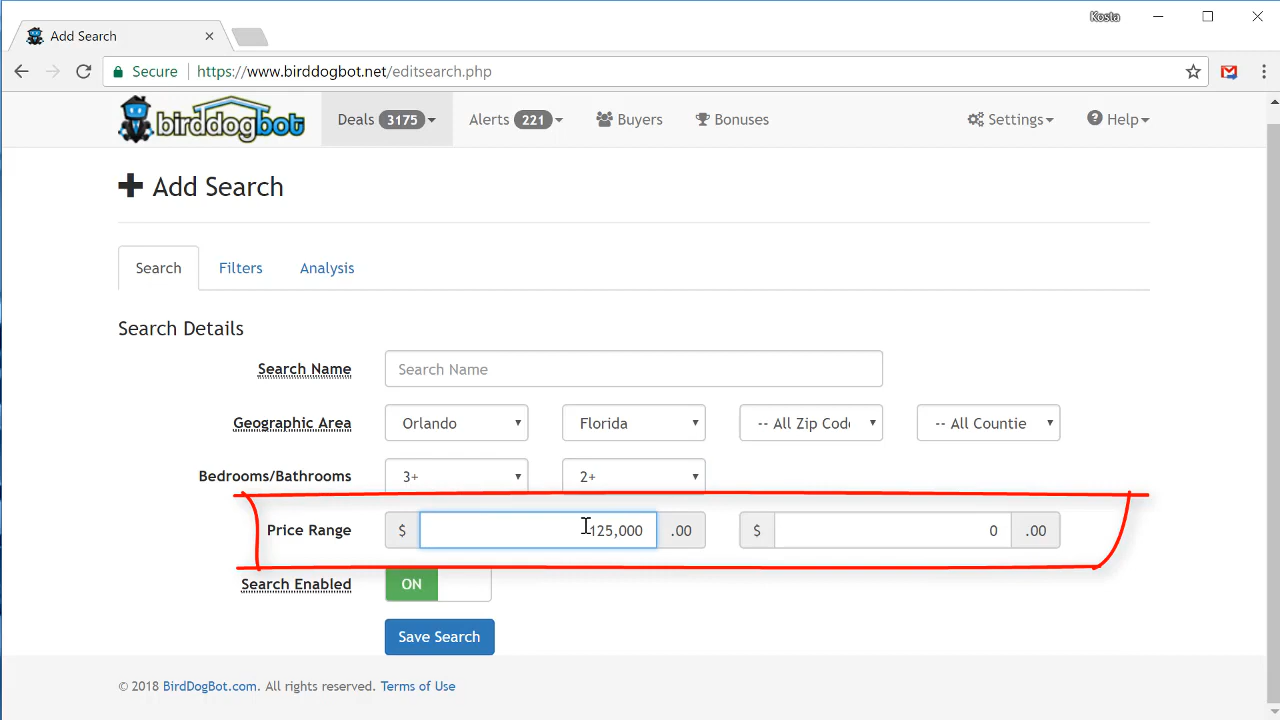 Kosta
Add Search
Secure https://www.birddogbot.net/editsearch.php
birddogbot Deals 3175 Alerts 221 Buyers Bonuses Settings Help
Add Search
Search Filters Analysis
Search Details
Search Name Search Name
Geographic Area Orlando Florida -- All Zip Code -- All Countie
Bedrooms/Bathrooms 3+ 2+
Price Range $ 125,000 .00 $ 0 .00
Search Enabled ON
Save Search
© 2018 BirdDogBot.com. All rights reserved. Terms of Use